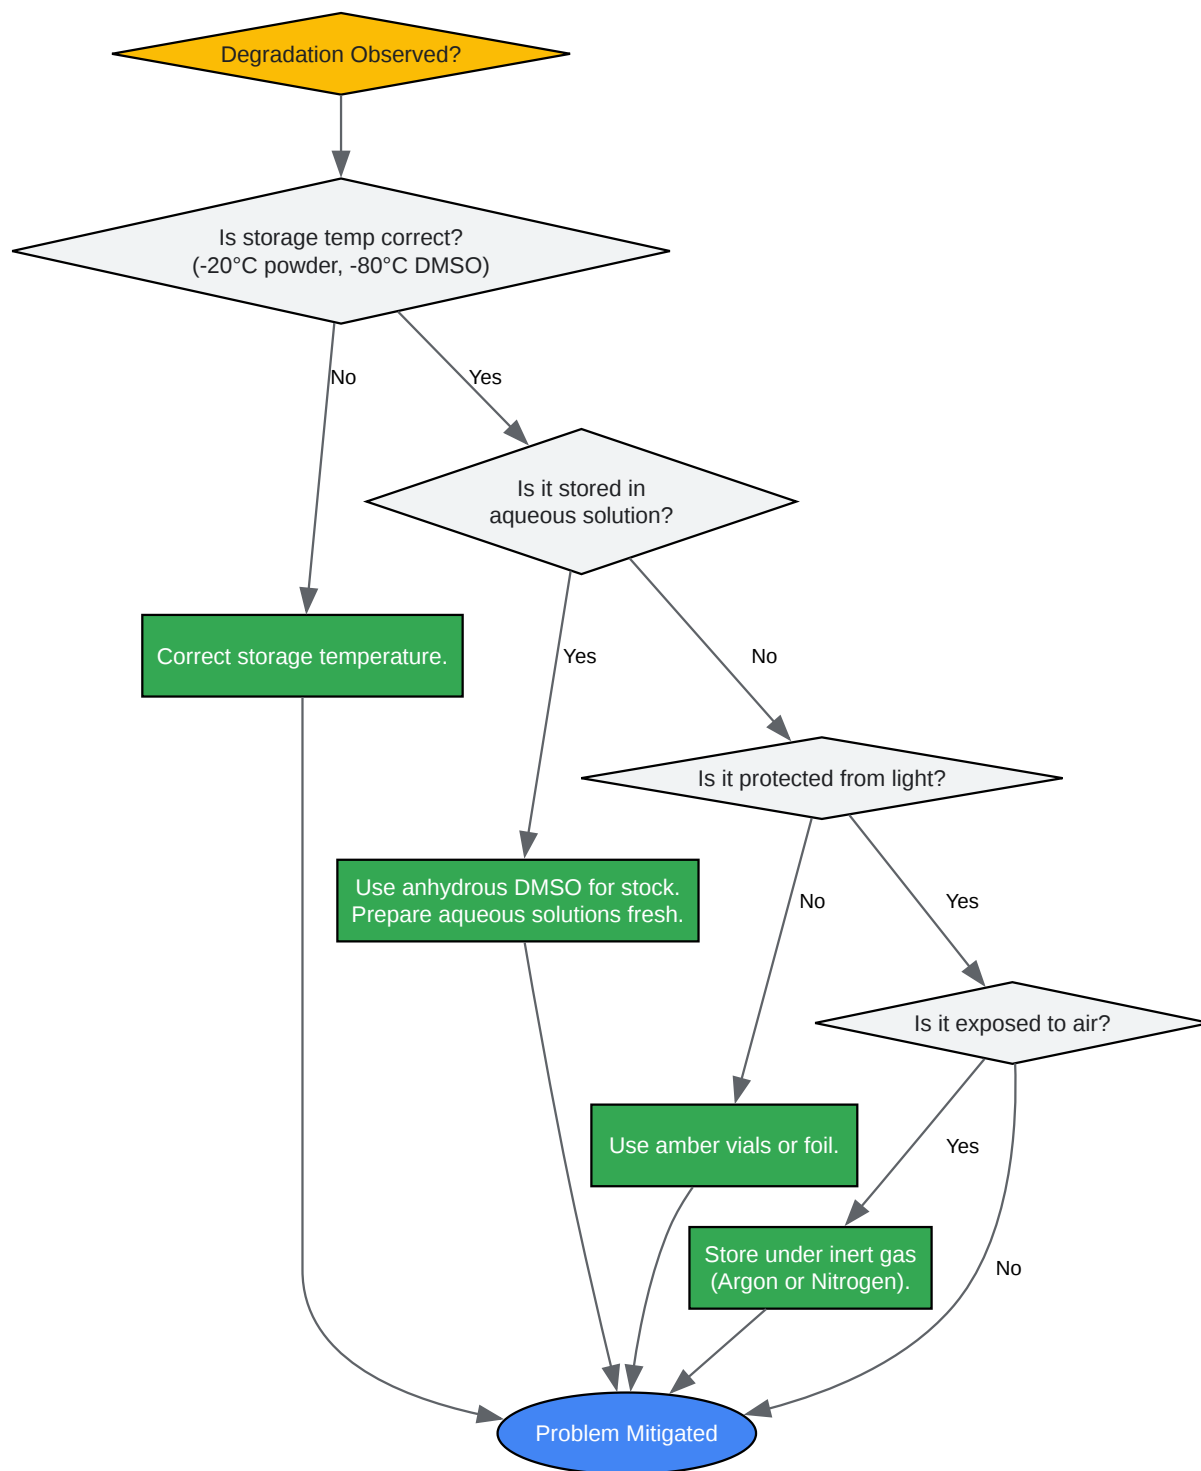 Degradation Observed?
Is storage temp correct?
(-20°C powder, -80°C DMSO)
No
Yes
Is it stored in
aqueous solution?
Correct storage temperature.
Yes
No
Is it protected from light?
Use anhydrous DMSO for stock.
Prepare aqueous solutions fresh.
No
Yes
Is it exposed to air?
Use amber vials or foil.
Yes
Store under inert gas
(Argon or Nitrogen).
No
Problem Mitigated